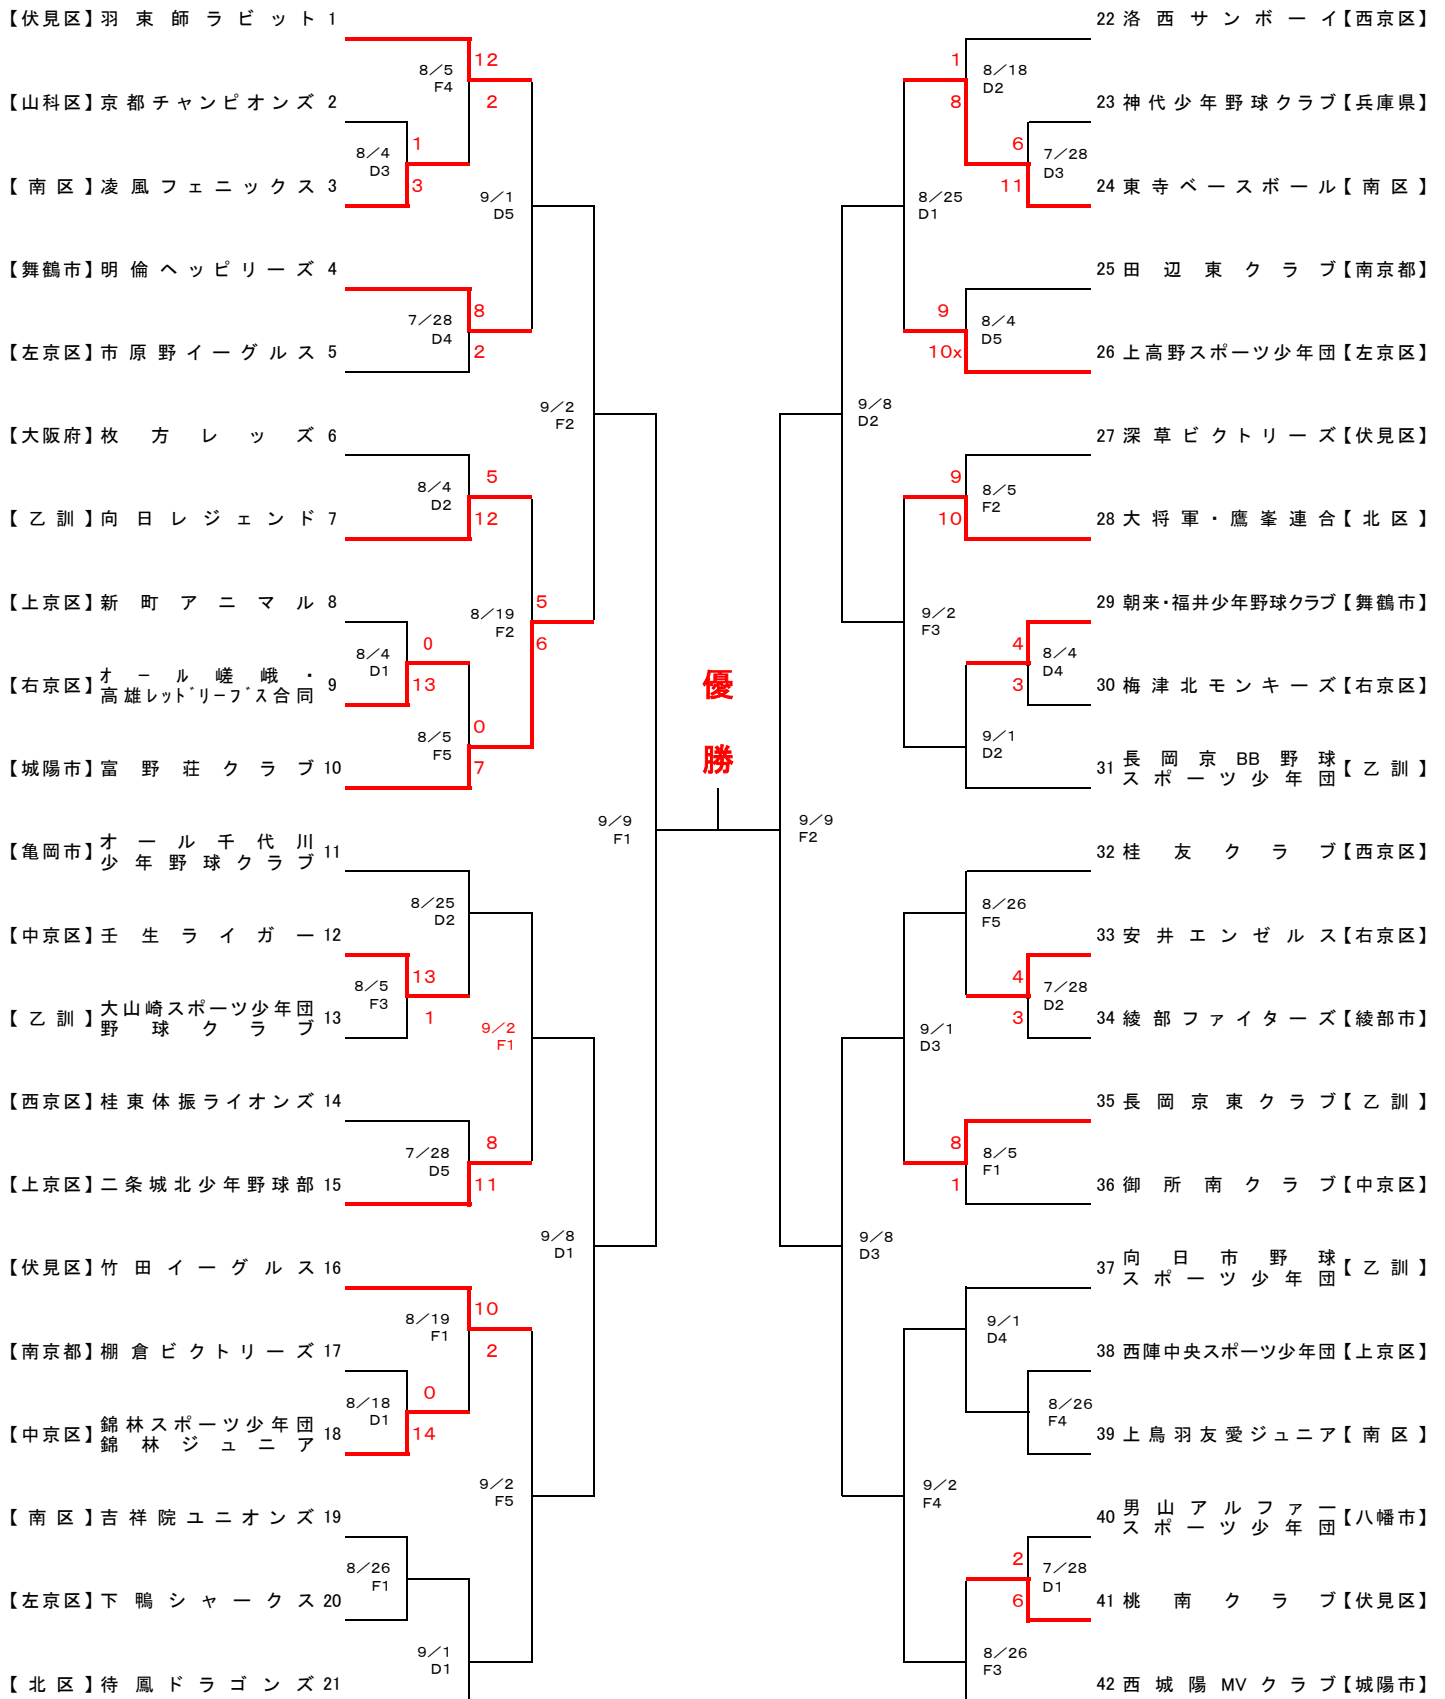 【伏見区】羽束師ラビット 1
12
8/5
F4
2
【山科区】京都チャンピオンズ 2
1
8/4
D3
3
【南区】凌風フェニックス 3
9/1
D5
【舞鶴市】明倫ヘッピリーズ 4
8
7/28
D4
2
【左京区】市原野イーグルス 5
9/2
F2
【大阪府】枚方レッズ 6
5
8/4
D2
12
【乙訓】向日レジェンド 7
【上京区】新町アニマル 8
5
8/19
F2
6
0
8/4
D1
13
【右京区】オール嵯峨・
高雄レッドリーブス合同 9
0
8/5
F5
7
【城陽市】富野荘クラブ 10
9/9
F1
【亀岡市】オール千代川
少年野球クラブ 11
8/25
D2
【中京区】壬生ライガー 12
13
8/5
F3
1
【乙訓】大山崎スポーツ少年団
野球クラブ 13
9/2
F1
【西京区】桂東体振ライオンズ 14
8
7/28
D5
11
【上京区】二条城北少年野球部 15
9/8
D1
【伏見区】竹田イーグルス 16
10
8/19
F1
2
【南京都】棚倉ビクトリーズ 17
0
8/18
D1
14
【中京区】錦林スポーツ少年団
錦林ジュニア 18
9/2
F5
【南区】吉祥院ユニオンズ 19
8/26
F1
【左京区】下鴨シャークス 20
9/1
D1
【北区】待鳳ドラゴンズ 21
優
勝
22 洛西サンボーイ【西京区】
1
8/18
D2
8
23 神代少年野球クラブ【兵庫県】
6
7/28
D3
11
24 東寺ベースボール【南区】
8/25
D1
25 田辺東クラブ【南京都】
9
8/4
D5
10x
26 上高野スポーツ少年団【左京区】
9/8
D2
27 深草ビクトリーズ【伏見区】
9
8/5
F2
10
28 大将軍・鷹峯連合【北区】
29 朝来・福井少年野球クラブ【舞鶴市】
9/2
F3
4
8/4
D4
3
30 梅津北モンキーズ【右京区】
9/1
D2
31 長岡京BB野球
スポーツ少年団【乙訓】
9/9
F2
32 桂友クラブ【西京区】
8/26
F5
33 安井エンゼルス【右京区】
4
7/28
D2
3
34 綾部ファイターズ【綾部市】
9/1
D3
35 長岡京東クラブ【乙訓】
8
8/5
F1
1
36 御所南クラブ【中京区】
9/8
D3
37 向日市野球
スポーツ少年団【乙訓】
9/1
D4
38 西陣中央スポーツ少年団【上京区】
8/26
F4
39 上鳥羽友愛ジュニア【南区】
9/2
F4
40 男山アルファー
スポーツ少年団【八幡市】
2
7/28
D1
6
41 桃南クラブ【伏見区】
8/26
F3
42 西城陽MVクラブ【城陽市】